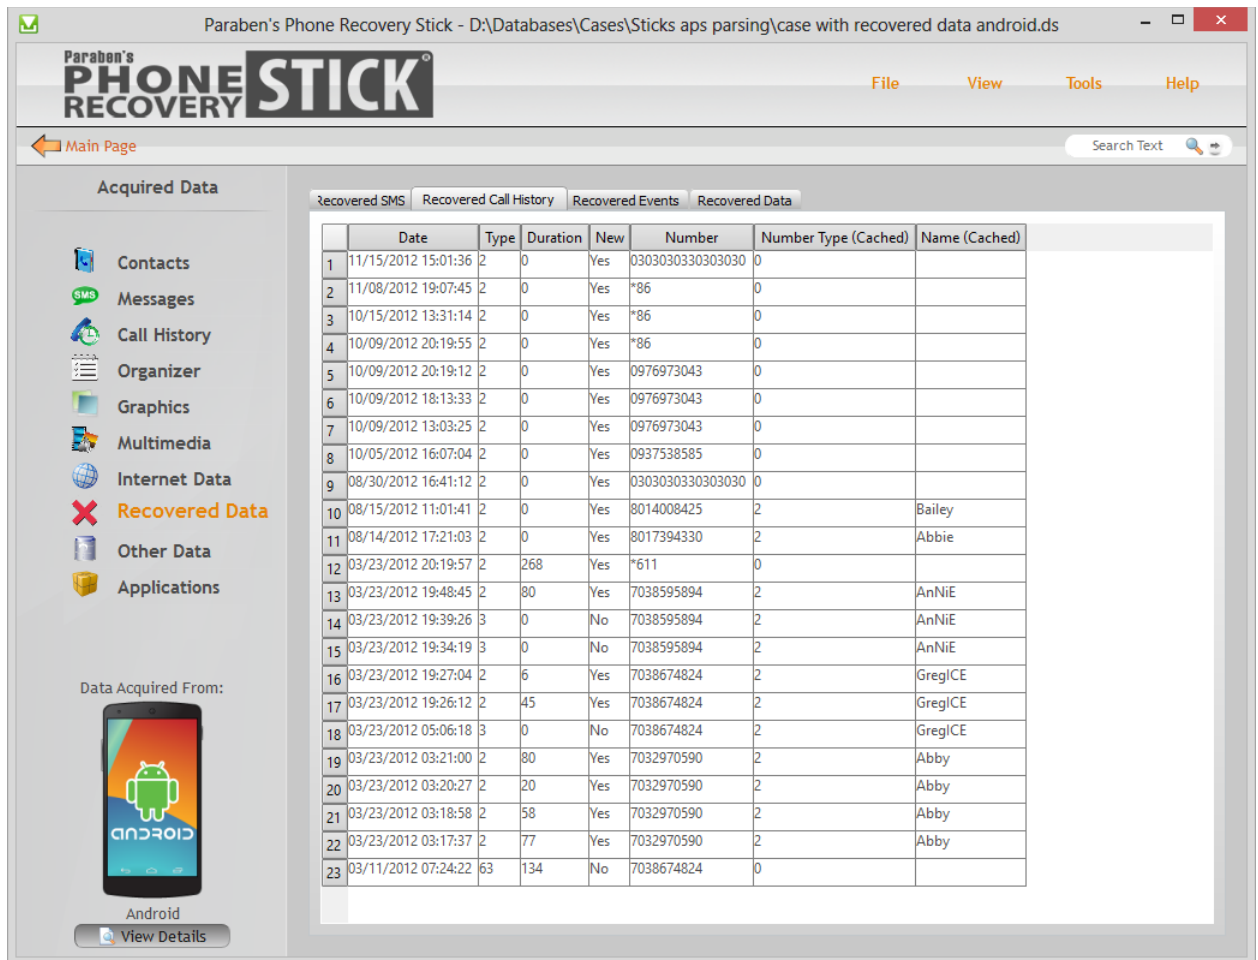 Paraben's Phone Recovery Stick - D:\Databases\Cases\Sticks aps parsing\case with recovered data android.ds
Paraben's
PHONE RECOVERY STICK®
File View Tools Help
Main Page
Search Text
Acquired Data
Contacts
Messages
Call History
Organizer
Graphics
Multimedia
Internet Data
Recovered Data
Other Data
Applications
Data Acquired From:
ANDROID
Android
View Details
Recovered SMS Recovered Call History Recovered Events Recovered Data
Date Type Duration New Number Number Type (Cached) Name (Cached)
1 11/15/2012 15:01:36 2 0 Yes 0303030330303030 0
2 11/08/2012 19:07:45 2 0 Yes *86 0
3 10/15/2012 13:31:14 2 0 Yes *86 0
4 10/09/2012 20:19:55 2 0 Yes *86 0
5 10/09/2012 20:19:12 2 0 Yes 0976973043 0
6 10/09/2012 18:13:33 2 0 Yes 0976973043 0
7 10/09/2012 13:03:25 2 0 Yes 0976973043 0
8 10/05/2012 16:07:04 2 0 Yes 0937538585 0
9 08/30/2012 16:41:12 2 0 Yes 0303030330303030 0
10 08/15/2012 11:01:41 2 0 Yes 8014008425 2 Bailey
11 08/14/2012 17:21:03 2 0 Yes 8017394330 2 Abbie
12 03/23/2012 20:19:57 2 268 Yes *611 0
13 03/23/2012 19:48:45 2 80 Yes 7038595894 2 AnNiE
14 03/23/2012 19:39:26 3 0 No 7038595894 2 AnNiE
15 03/23/2012 19:34:19 3 0 No 7038595894 2 AnNiE
16 03/23/2012 19:27:04 2 6 Yes 7038674824 2 GregICE
17 03/23/2012 19:26:12 2 45 Yes 7038674824 2 GregICE
18 03/23/2012 05:06:18 3 0 No 7038674824 2 GregICE
19 03/23/2012 03:21:00 2 80 Yes 7032970590 2 Abby
20 03/23/2012 03:20:27 2 20 Yes 7032970590 2 Abby
21 03/23/2012 03:18:58 2 58 Yes 7032970590 2 Abby
22 03/23/2012 03:17:37 2 77 Yes 7032970590 2 Abby
23 03/11/2012 07:24:22 63 134 No 7038674824 0